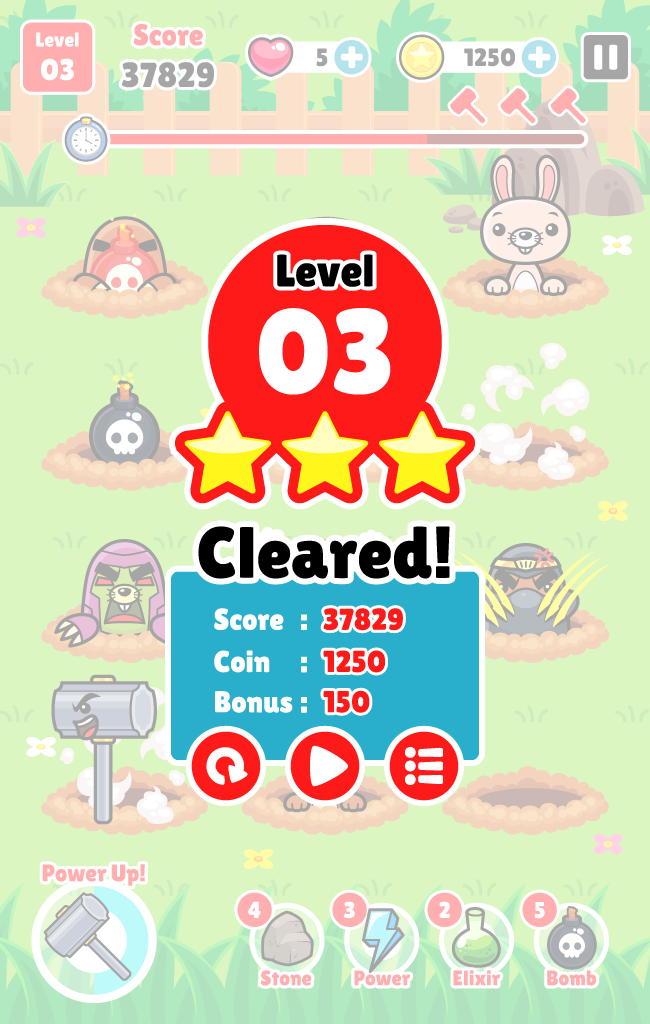 Level
03
Score
37829
5
1250
Level
03
Cleared!
Score : 37829
Coin : 1250
Bonus : 150
Power Up!
4
3
2
5
Stone
Power
Elixir
Bomb